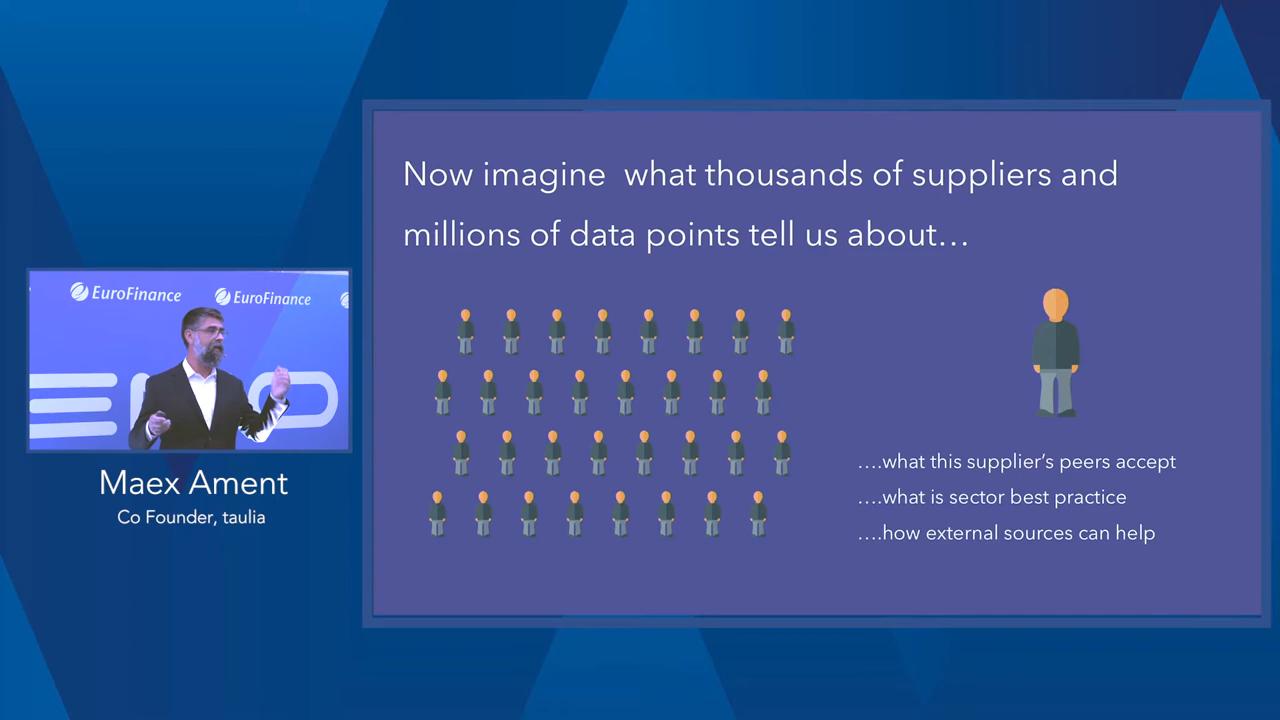 Now imagine  what thousands of suppliers and
millions of data points tell us about…
EuroFinance
EuroFinance
Maex Ament
Co Founder, taulia
….what this supplier's peers accept
….what is sector best practice
….how external sources can help